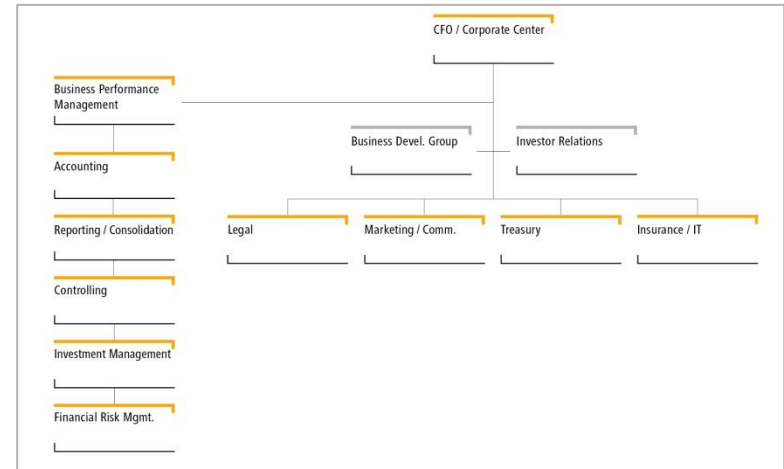 CFO / Corporate Center
Business Performance
Management
Business Devel. Group
Investor Relations
Accounting
Reporting / Consolidation
Legal
Marketing / Comm.
Treasury
Insurance / IT
Controlling
Investment Management
Financial Risk Mgmt.